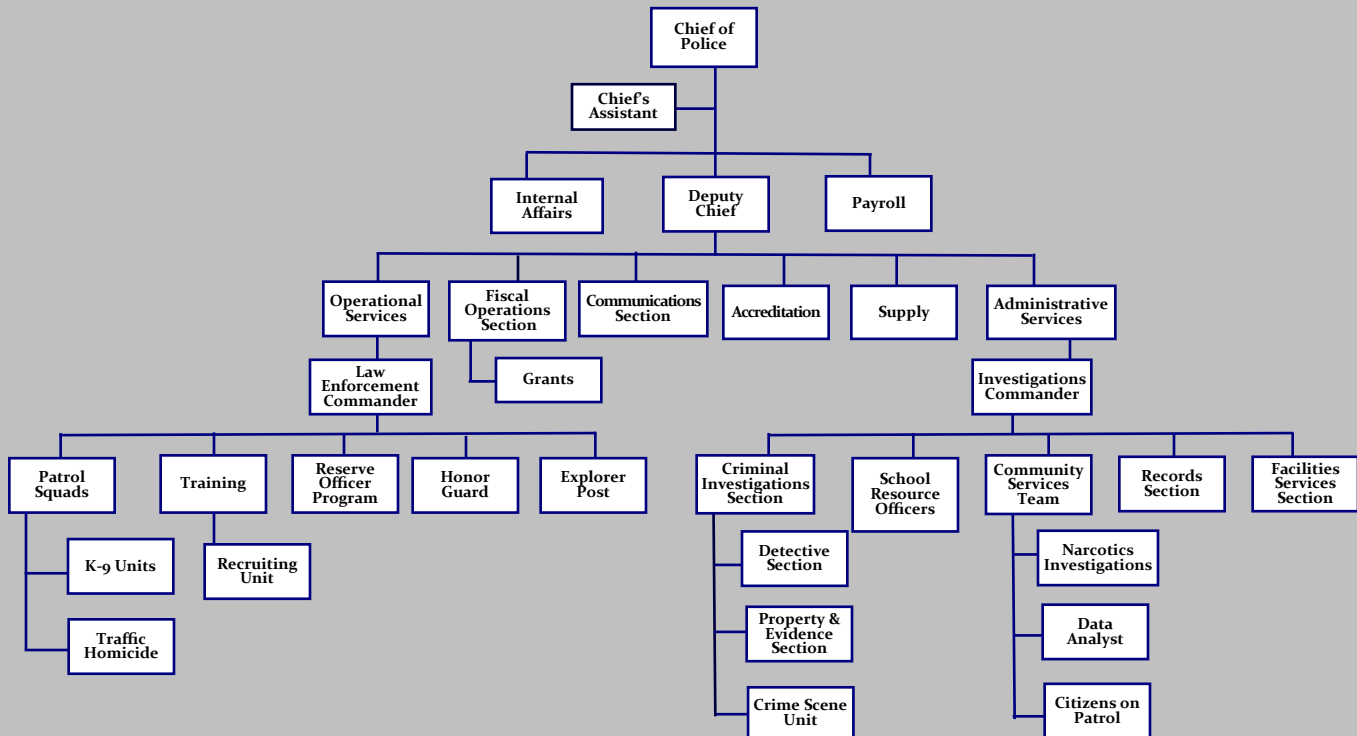 Chief of
Police
Chief's
Assistant
Internal
Affairs
Deputy
Chief
Payroll
Operational
Services
Fiscal
Operations
Section
Communications
Section
Accreditation
Supply
Administrative
Services
Law
Enforcement
Commander
Grants
Investigations
Commander
Patrol
Squads
Training
Reserve
Officer
Program
Honor
Guard
Explorer
Post
Criminal
Investigations
Section
School
Resource
Officers
Community
Services
Team
Records
Section
Facilities
Services
Section
K-9 Units
Recruiting
Unit
Traffic
Homicide
Detective
Section
Property &
Evidence
Section
Crime Scene
Unit
Narcotics
Investigations
Data
Analyst
Citizens on
Patrol